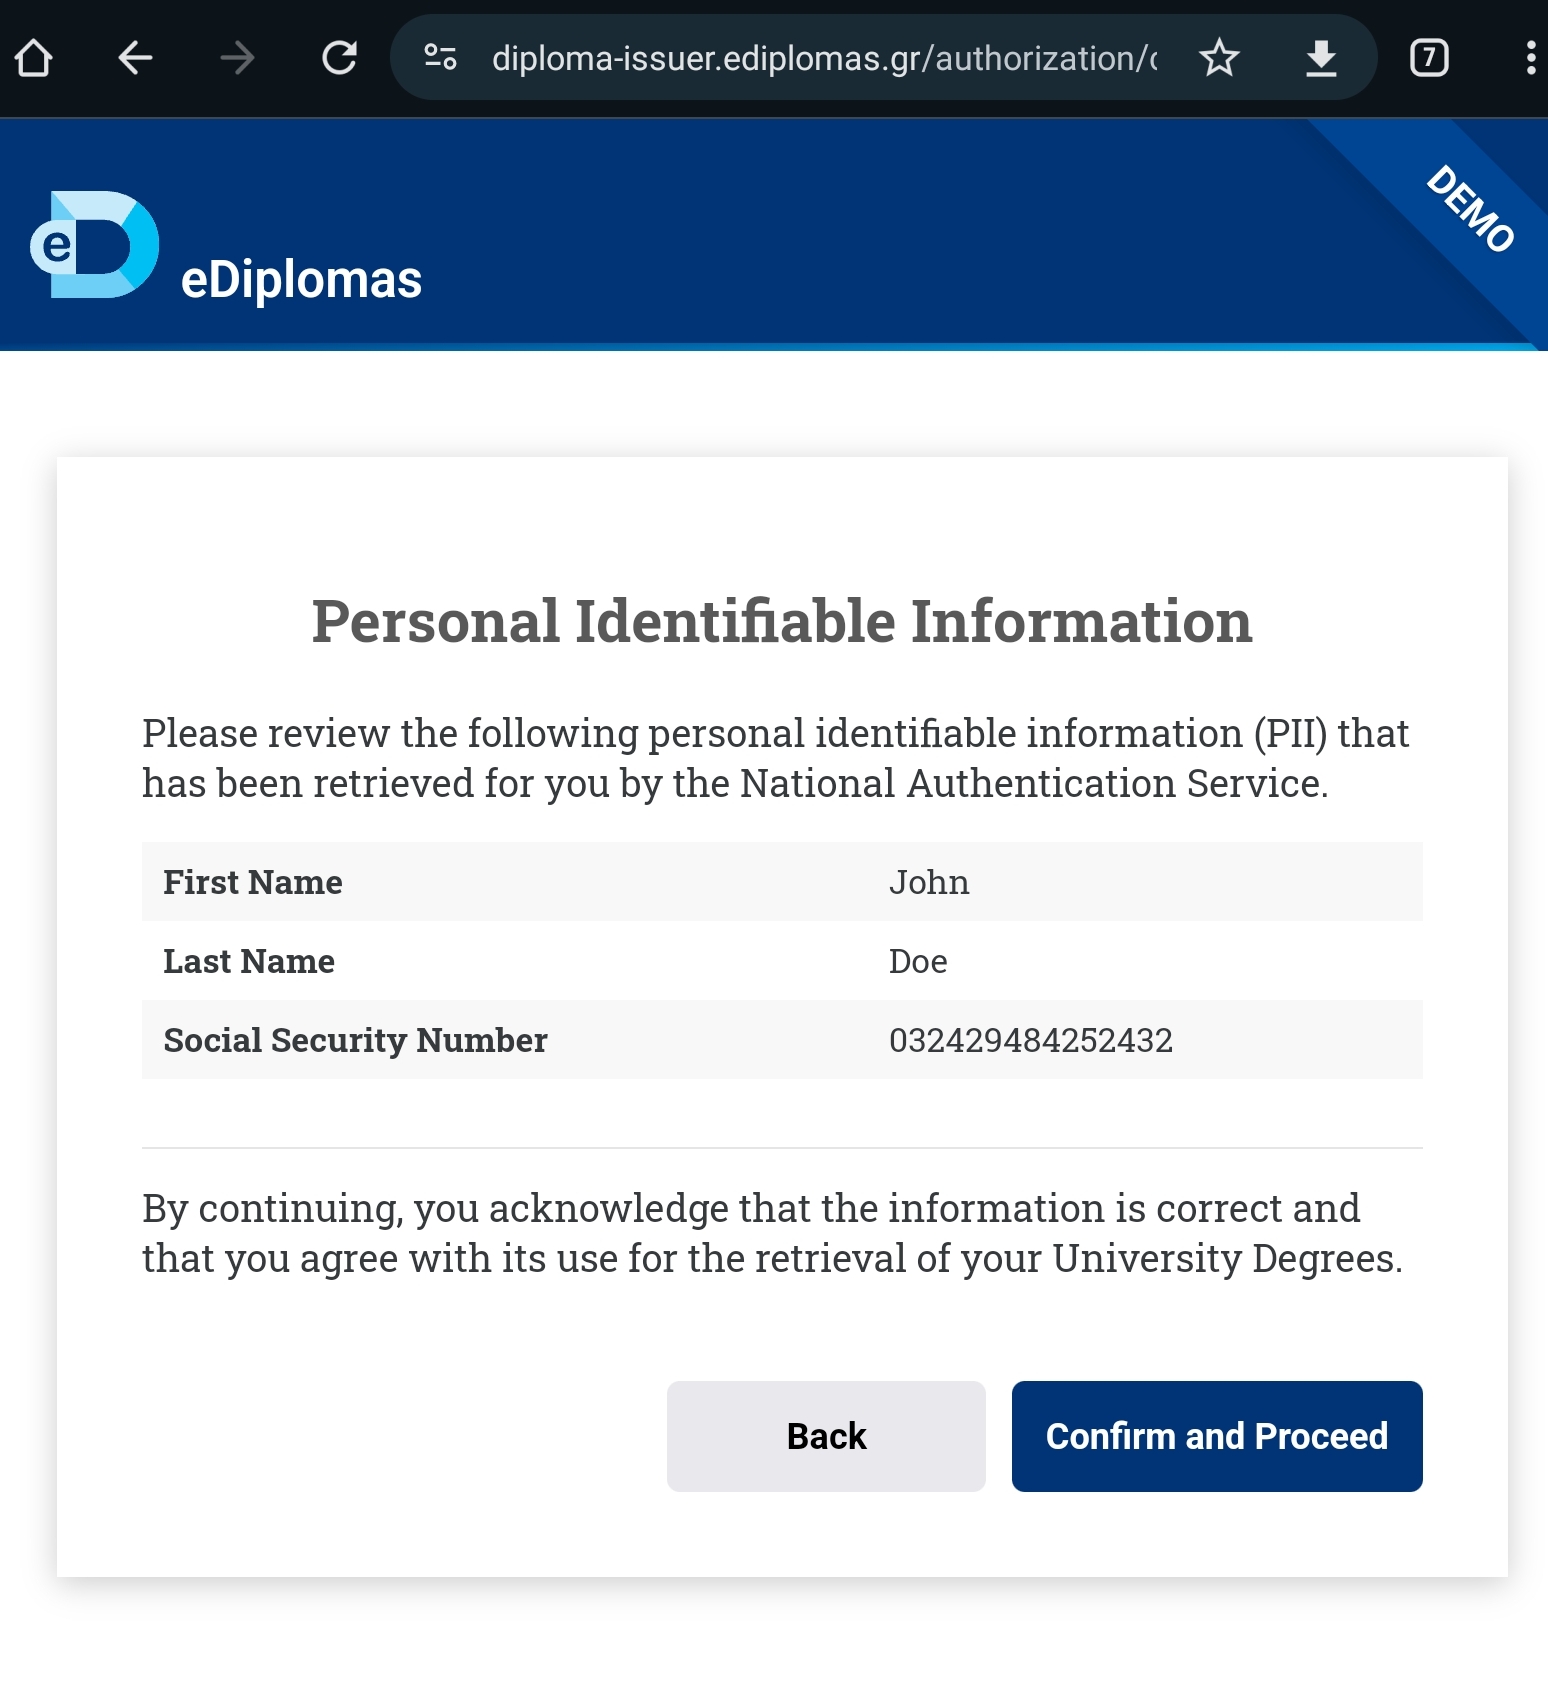 diploma-issuer.ediplomas.gr/authorization/
7
DEMO
e
eDiplomas
Personal Identifiable Information
Please review the following personal identifiable information (PII) that
has been retrieved for you by the National Authentication Service.
First Name John
Last Name Doe
Social Security Number 032429484252432
By continuing, you acknowledge that the information is correct and
that you agree with its use for the retrieval of your University Degrees.
Back Confirm and Proceed